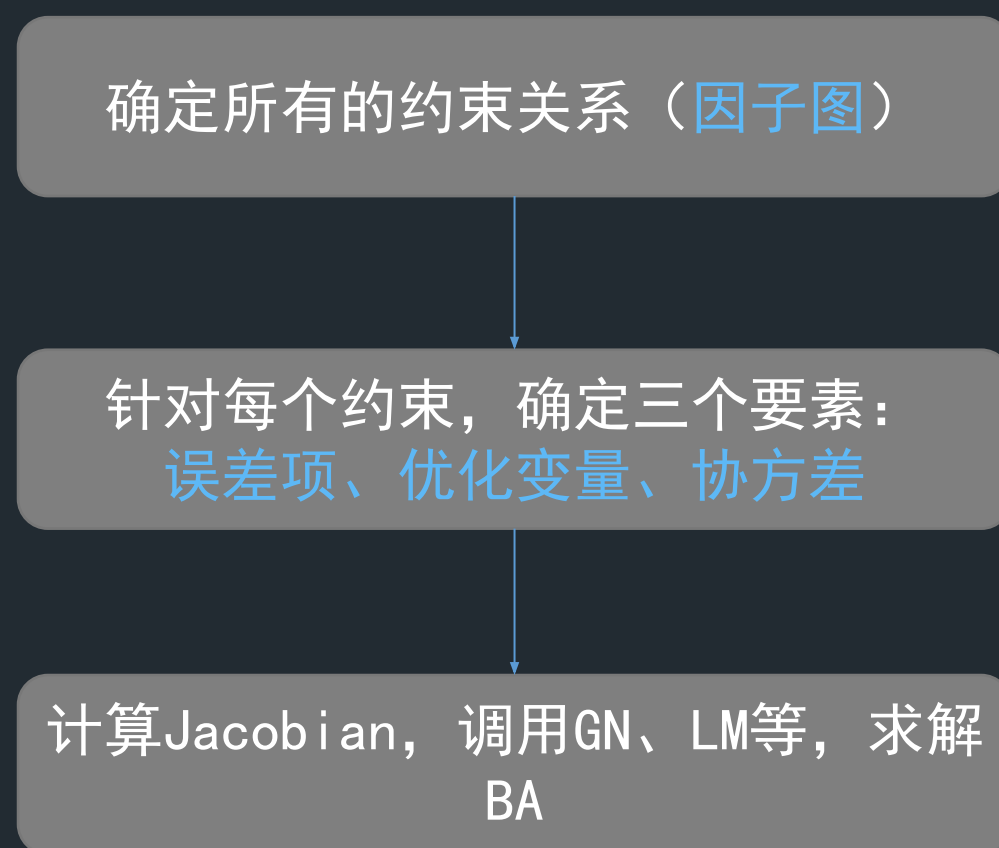 确定所有的约束关系（因子图）
针对每个约束，确定三个要素：
误差项、优化变量、协方差
计算Jacobian，调用GN、LM等，求解
BA